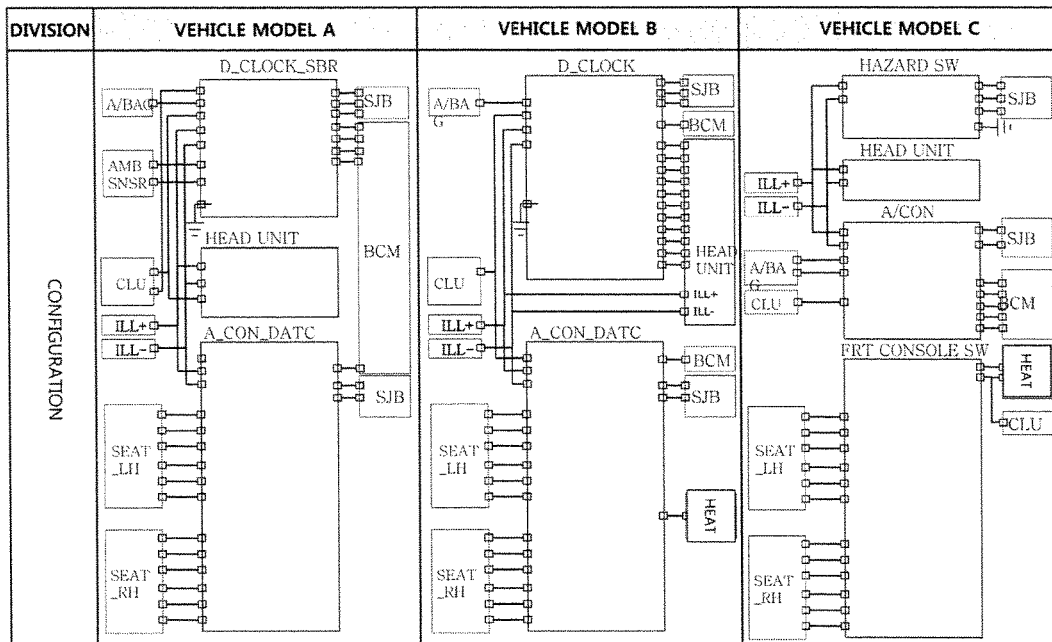 DIVISION
VEHICLE MODEL A
VEHICLE MODEL B
VEHICLE MODEL C
CONFIGURATION
D_CLOCK_SBR
A/BAG
SJB
AMB
SNSR
BCM
HEAD UNIT
CLU
ILL+
ILL-
A_CON_DATC
SJB
SEAT
_LH
SEAT
_RH
D_CLOCK
A/BA
G
SJB
BCM
HEAD
UNIT
CLU
ILL+
ILL-
ILL+
ILL-
A_CON_DATC
BCM
SJB
SEAT
_LH
HEAT
SEAT
_RH
HAZARD SW
SJB
HEAD UNIT
ILL+
ILL-
A/CON
SJB
A/BA
G
CLU
BCM
FRT CONSOLE SW
HEAT
CLU
SEAT
_LH
SEAT
_RH